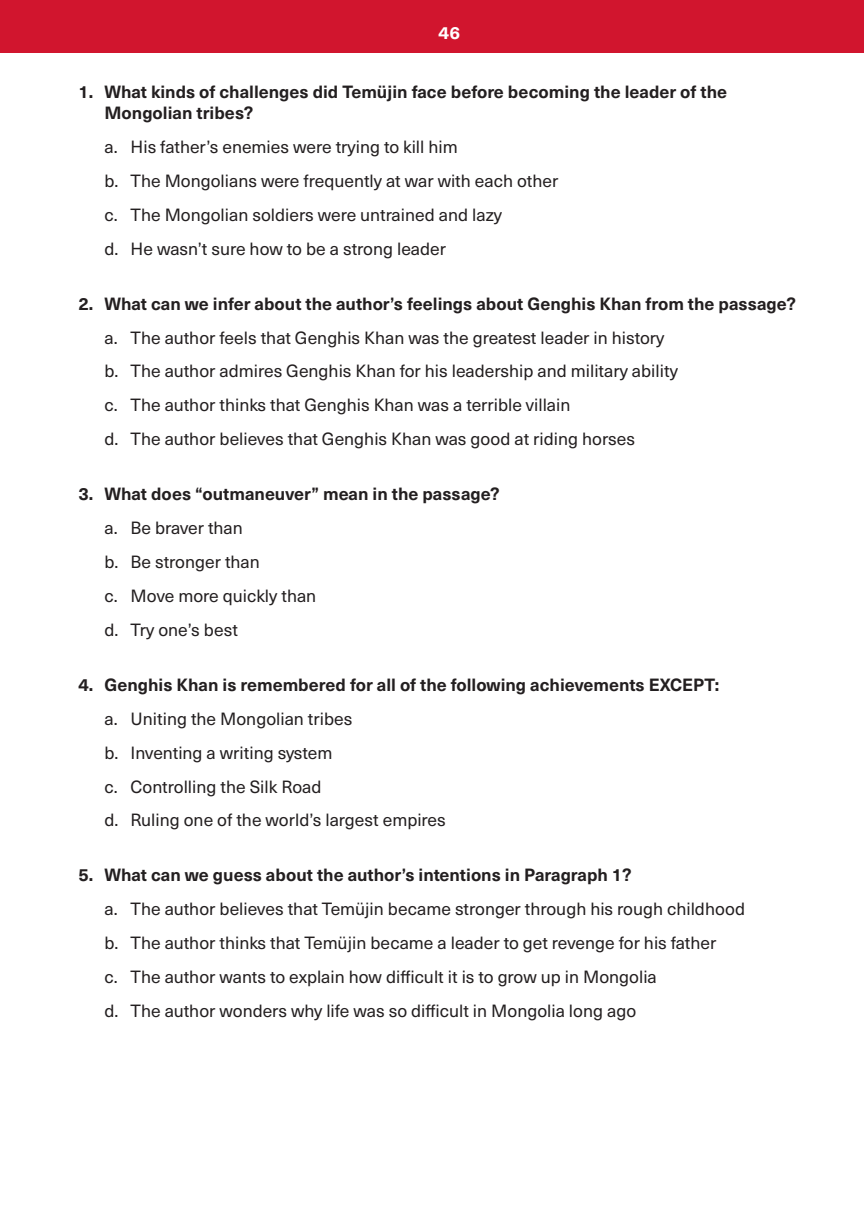 46
1. What kinds of challenges did Temüjin face before becoming the leader of the
Mongolian tribes?
a. His father’s enemies were trying to kill him
b. The Mongolians were frequently at war with each other
c. The Mongolian soldiers were untrained and lazy
d. He wasn’t sure how to be a strong leader
2. What can we infer about the author’s feelings about Genghis Khan from the passage?
a. The author feels that Genghis Khan was the greatest leader in history
b. The author admires Genghis Khan for his leadership and military ability
c. The author thinks that Genghis Khan was a terrible villain
d. The author believes that Genghis Khan was good at riding horses
3. What does “outmaneuver” mean in the passage?
a. Be braver than
b. Be stronger than
c. Move more quickly than
d. Try one’s best
4. Genghis Khan is remembered for all of the following achievements EXCEPT:
a. Uniting the Mongolian tribes
b. Inventing a writing system
c. Controlling the Silk Road
d. Ruling one of the world’s largest empires
5. What can we guess about the author’s intentions in Paragraph 1?
a. The author believes that Temüjin became stronger through his rough childhood
b. The author thinks that Temüjin became a leader to get revenge for his father
c. The author wants to explain how difficult it is to grow up in Mongolia
d. The author wonders why life was so difficult in Mongolia long ago